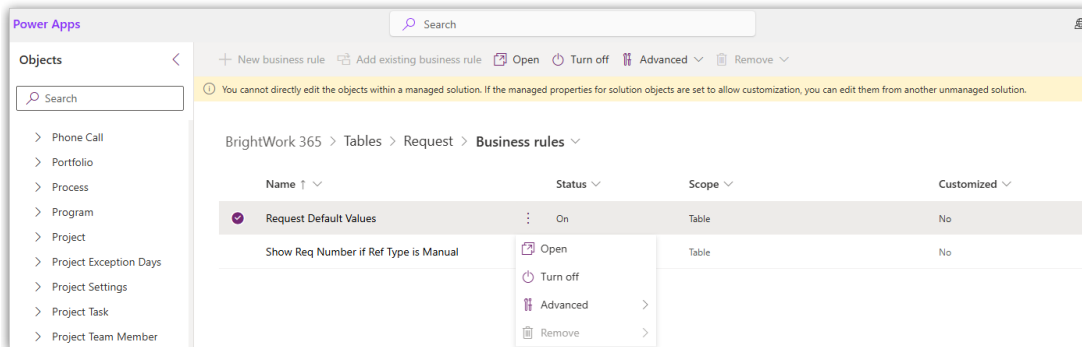 Power Apps
Search
Objects
New business rule Add existing business rule Open Turn off Advanced Remove
You cannot directly edit the objects within a managed solution. If the managed properties for solution objects are set to allow customization, you can edit them from another unmanaged solution.
Search
Phone Call
Portfolio
Process
Program
Project
Project Exception Days
Project Settings
Project Task
Project Team Member
BrightWork 365 > Tables > Request > Business rules
Name ↑ Status Scope Customized
Request Default Values On Table No
Show Req Number if Ref Type is Manual Table No
Open
Turn off
Advanced
Remove